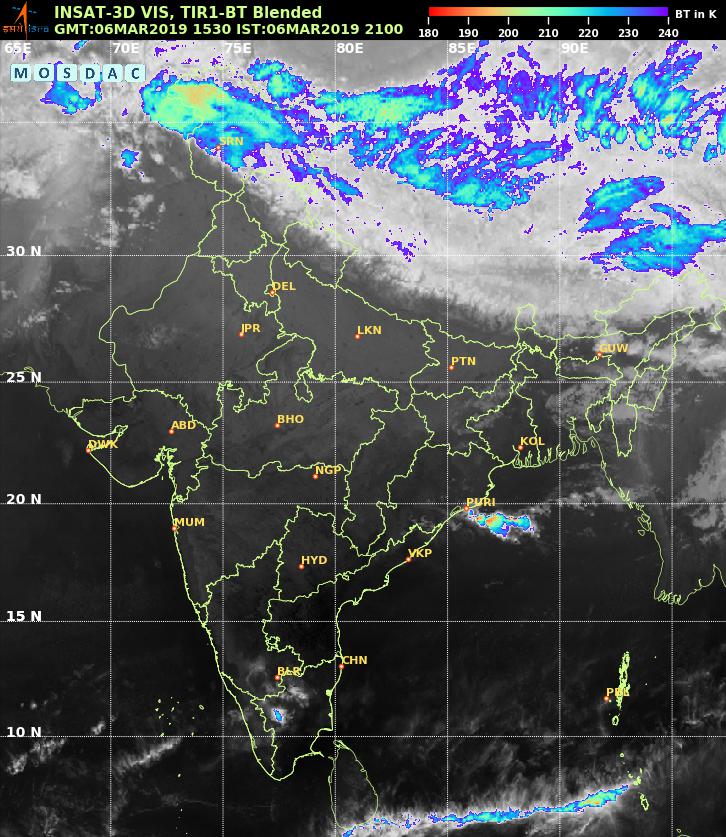 INSAT-3D VIS, TIR1-BT Blended
GMT:06MAR2019 1530 IST:06MAR2019 2100
BT in K
180 190 200 210 220 230 240
65E 70E 75E 80E 85E 90E
MOSDAC
SRN
30 N
DEL
JPR LKN
GUW
PTN
25 N
ABD BHO
DWK KOL
NGP
20 N PURI
MUM
VKP
HYD
15 N
BLR CHN
PBL
10 N